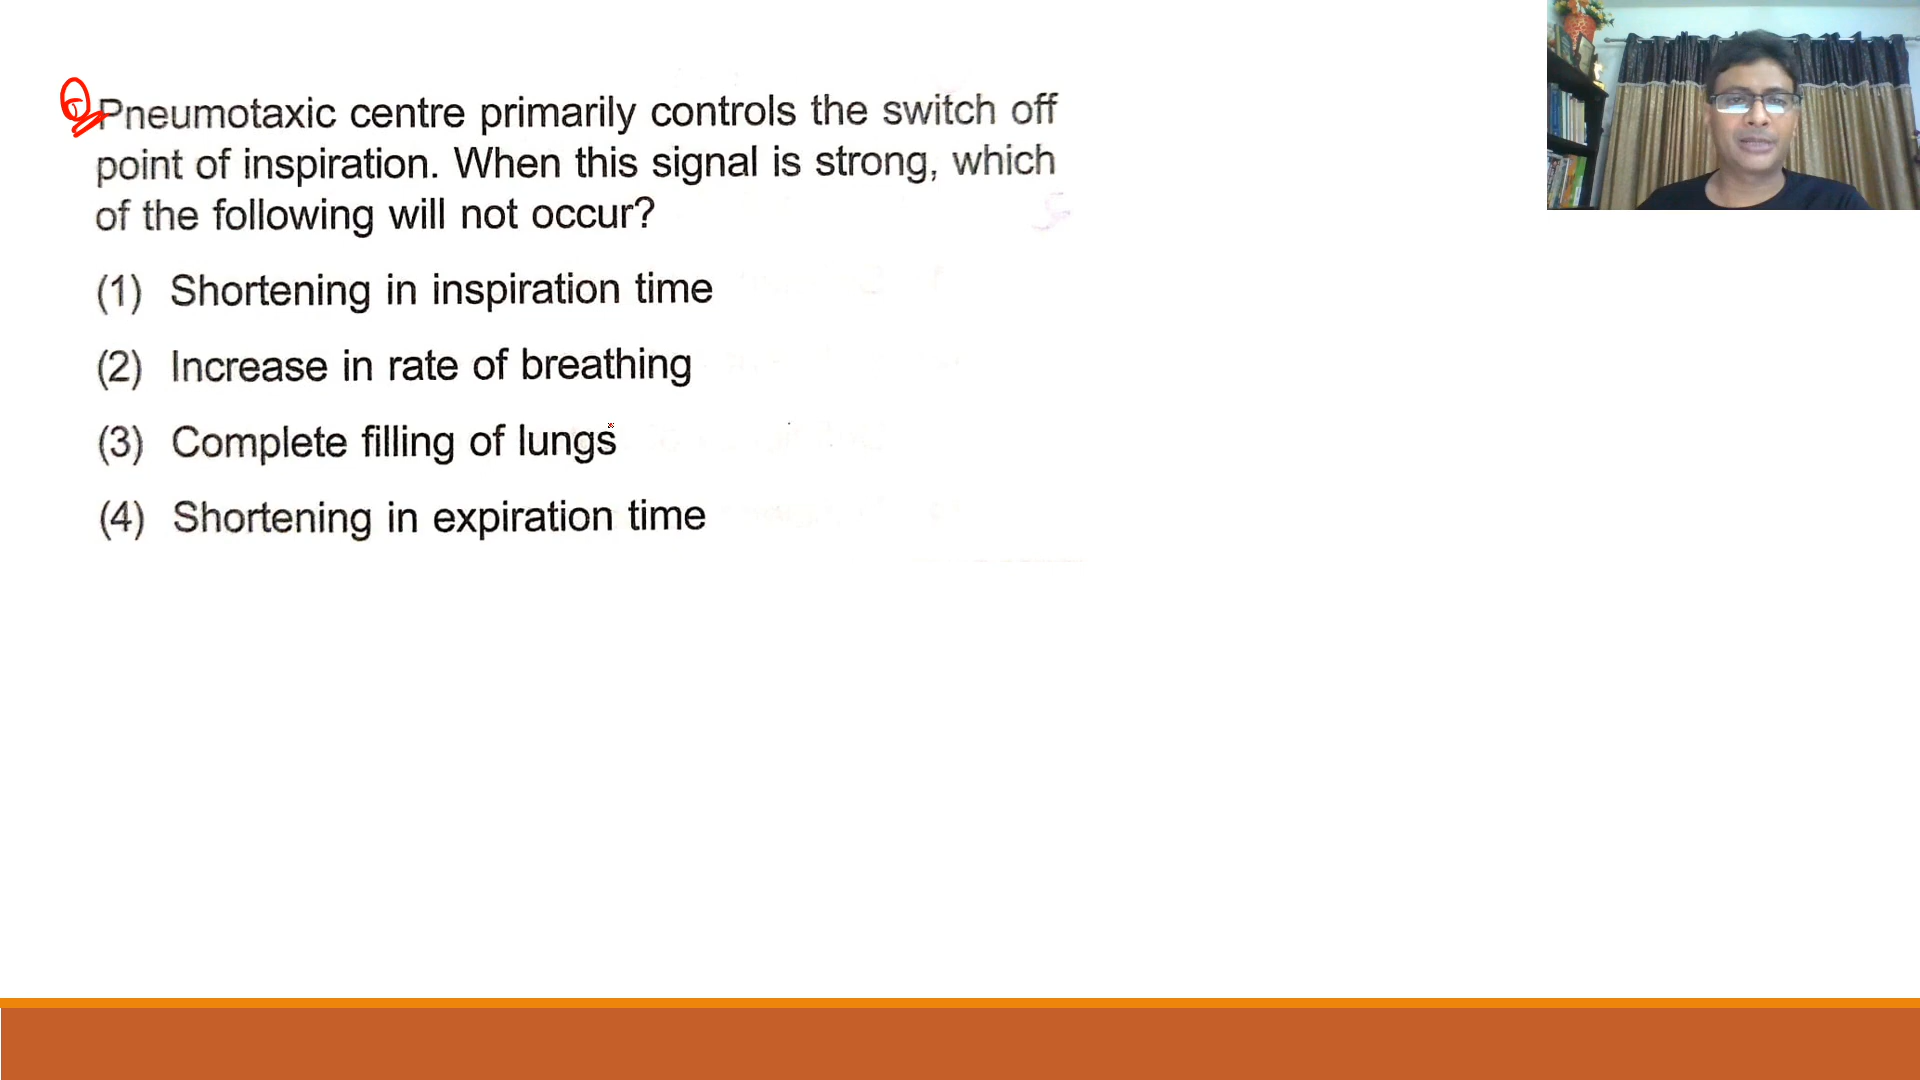 Q Pneumotaxic centre primarily controls the switch off
point of inspiration. When this signal is strong, which
of the following will not occur?
(1) Shortening in inspiration time
(2) Increase in rate of breathing
(3) Complete filling of lungs
(4) Shortening in expiration time